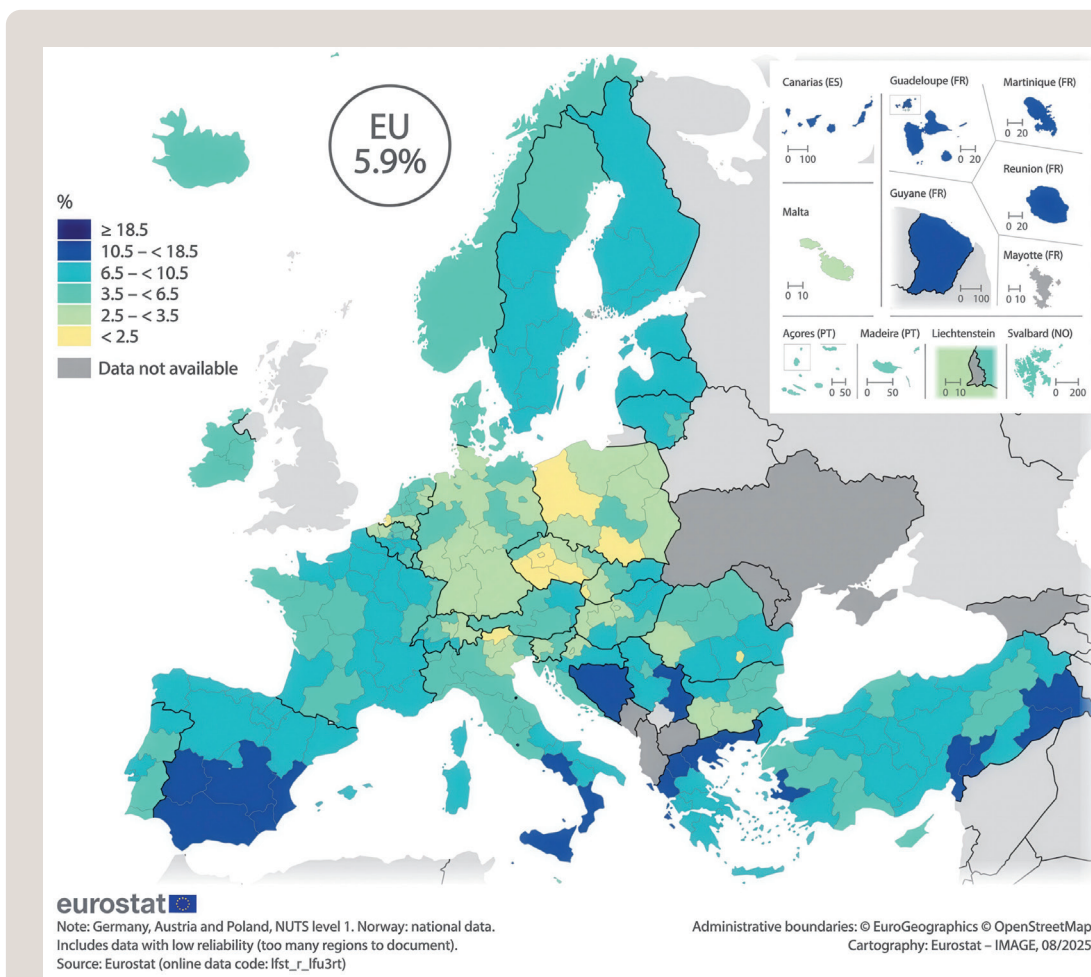 EU
5.9%
%
≥ 18.5
10.5 – < 18.5
6.5 – < 10.5
3.5 – < 6.5
2.5 – < 3.5
< 2.5
Data not available
Canarias (ES)
0 100
Guadeloupe (FR)
0 20
Martinique (FR)
0 20
Reunion (FR)
0 20
Malta
0 10
Guyane (FR)
0 100
Mayotte (FR)
0 10
Açores (PT)
0 50
Madeire (PT)
0 50
Liechtenstein
0 10
Svalbard (NO)
0 200
eurostat
Note: Germany, Austria and Poland, NUTS level 1. Norway: national data.
Includes data with low reliability (too many regions to document).
Source: Eurostat (online data code: lfst_r_lfu3rt)
Administrative boundaries: © EuroGeographics © OpenStreetMap
Cartography: Eurostat – IMAGE, 08/2025